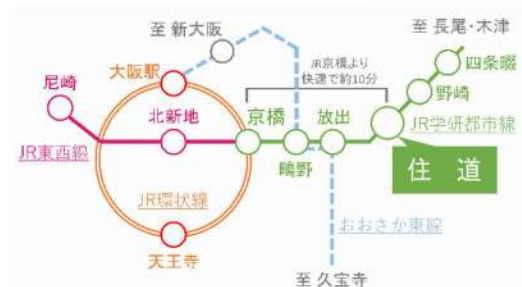 至 新大阪
至 長尾・木津
大阪駅
JR京橋より
快速で約10分
四条畷
尼崎
野崎
北新地
京橋
放出
JR学研都市線
JR東西線
鴫野
住 道
JR環状線
おおさか東線
天王寺
至 久宝寺